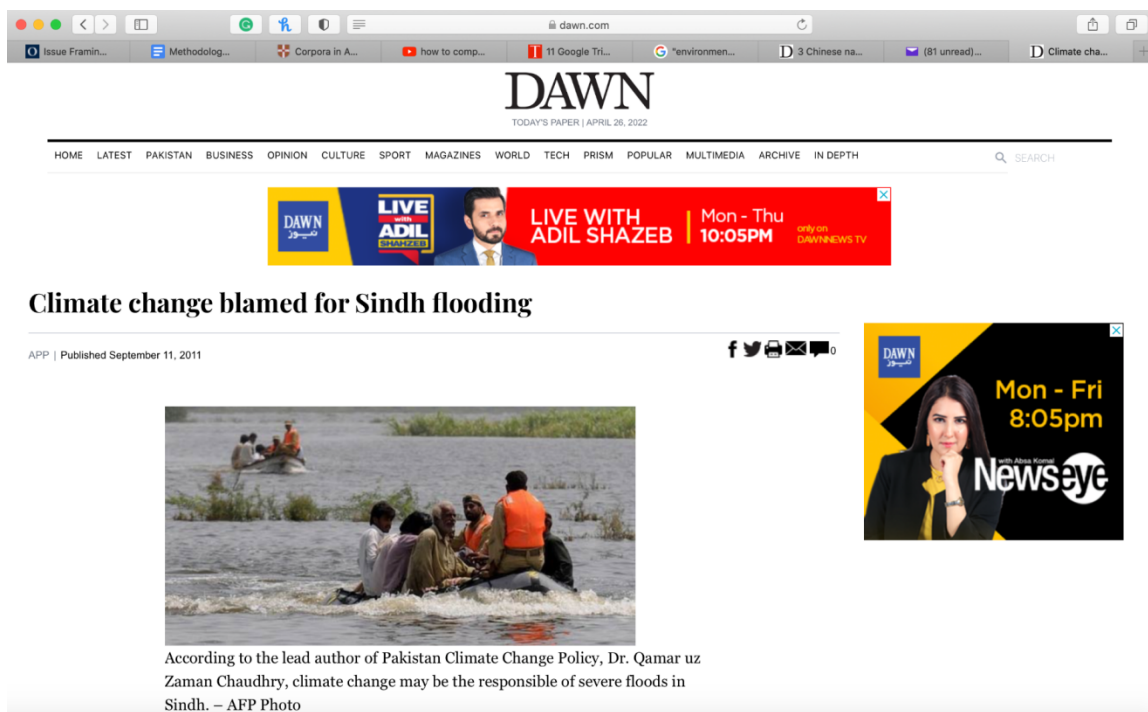 dawn.com
Issue Framin...
Methodolog...
Corpora in A...
how to comp...
11 Google Tri...
"environmen...
3 Chinese na...
(81 unread)...
Climate cha...
DAWN
TODAY'S PAPER | APRIL 26, 2022
HOME LATEST PAKISTAN BUSINESS OPINION CULTURE SPORT MAGAZINES WORLD TECH PRISM POPULAR MULTIMEDIA ARCHIVE IN DEPTH SEARCH
DAWN
نیوز
LIVE
with
ADIL
SHAHZEB
LIVE WITH
ADIL SHAZEB
Mon - Thu
10:05PM
only on
DAWNNEWS TV
Climate change blamed for Sindh flooding
APP | Published September 11, 2011
0
DAWN
نیوز
Mon - Fri
8:05pm
with Absa Komal
Newseye
According to the lead author of Pakistan Climate Change Policy, Dr. Qamar uz
Zaman Chaudhry, climate change may be the responsible of severe floods in
Sindh. – AFP Photo